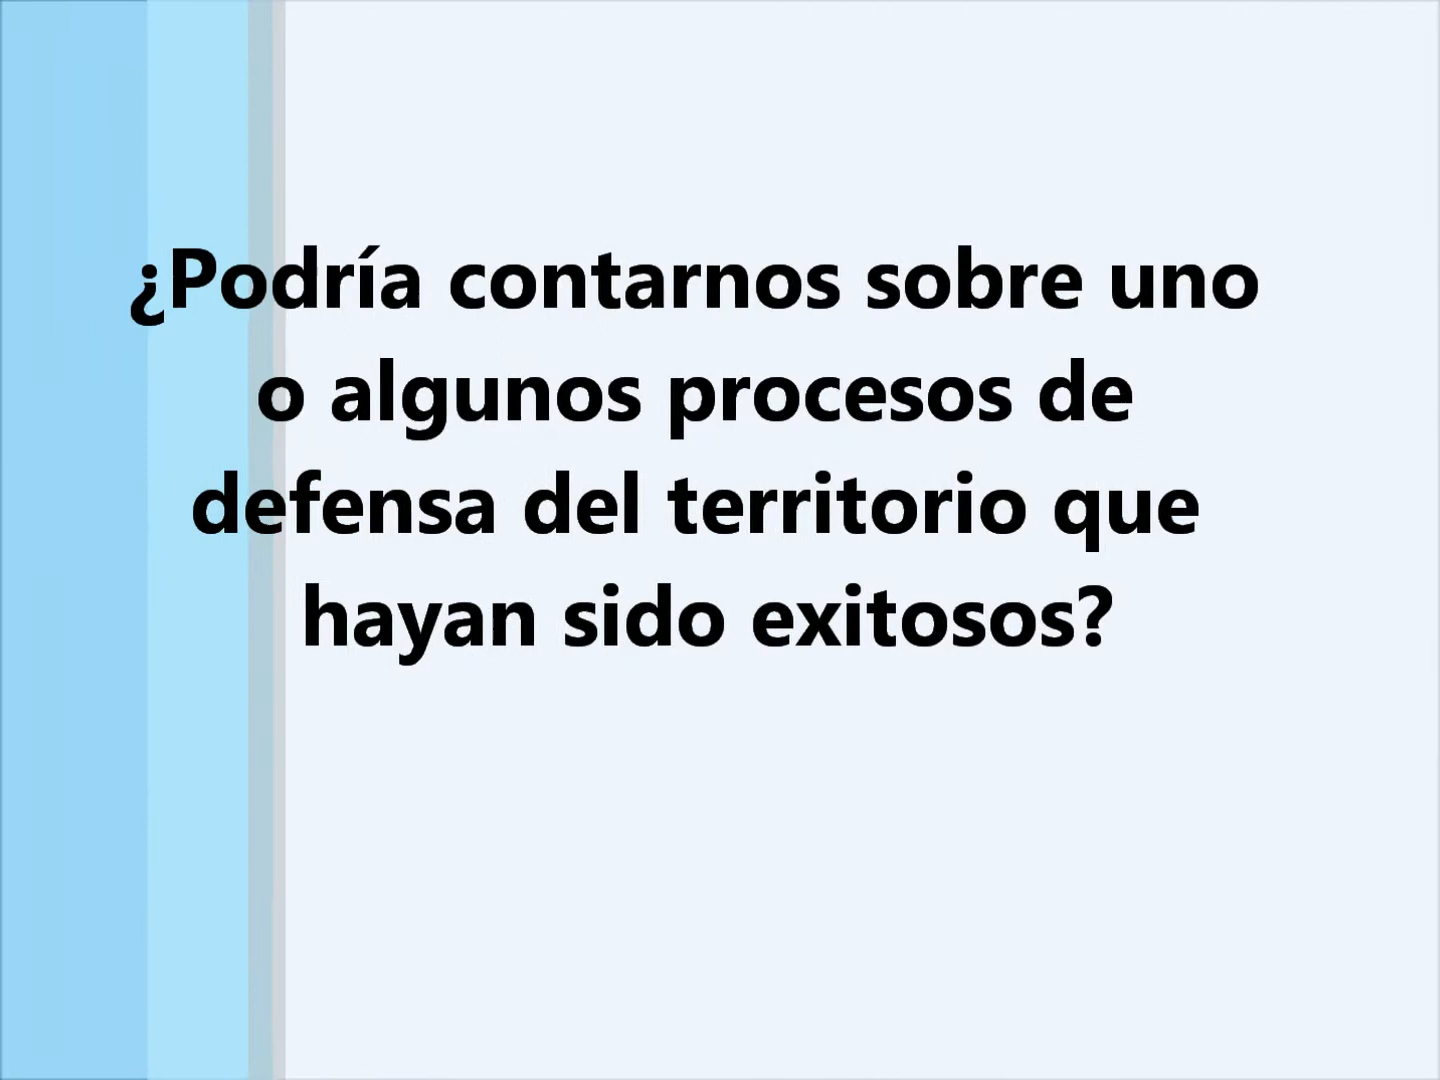 ¿Podría contarnos sobre uno
o algunos procesos de
defensa del territorio que
hayan sido exitosos?